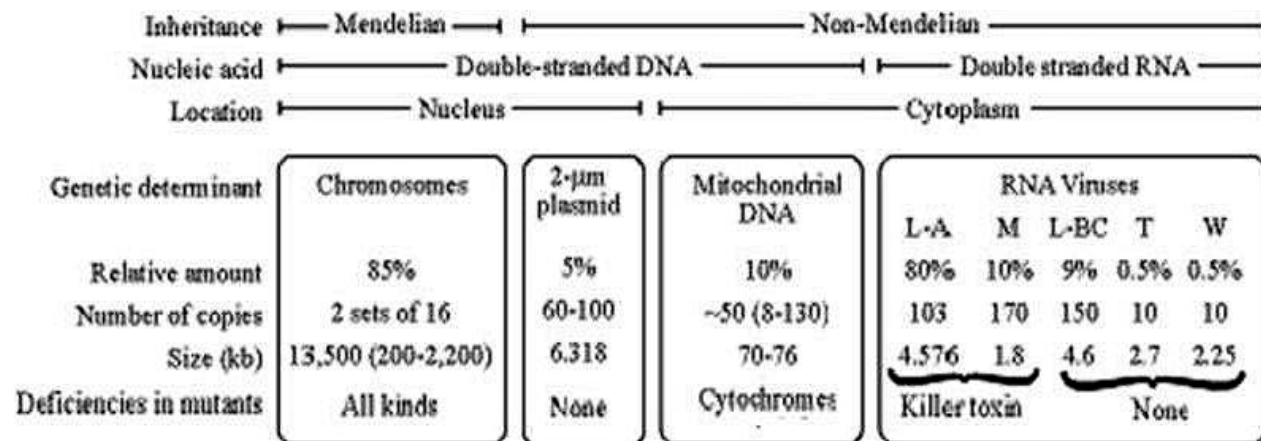 Inheritance Mendelian Non-Mendelian
Nucleic acid Double-stranded DNA Double stranded RNA
Location Nucleus Cytoplasm
Genetic determinant Chromosomes 2-µm plasmid Mitochondrial DNA RNA Viruses
L-A M L-BC T W
Relative amount 85% 5% 10% 80% 10% 9% 0.5% 0.5%
Number of copies 2 sets of 16 60-100 ~50 (8-130) 103 170 150 10 10
Size (kb) 13,500 (200-2,200) 6.318 70-76 4.576 1.8 4.6 2.7 2.25
Deficiencies in mutants All kinds None Cytochromes Killer toxin None